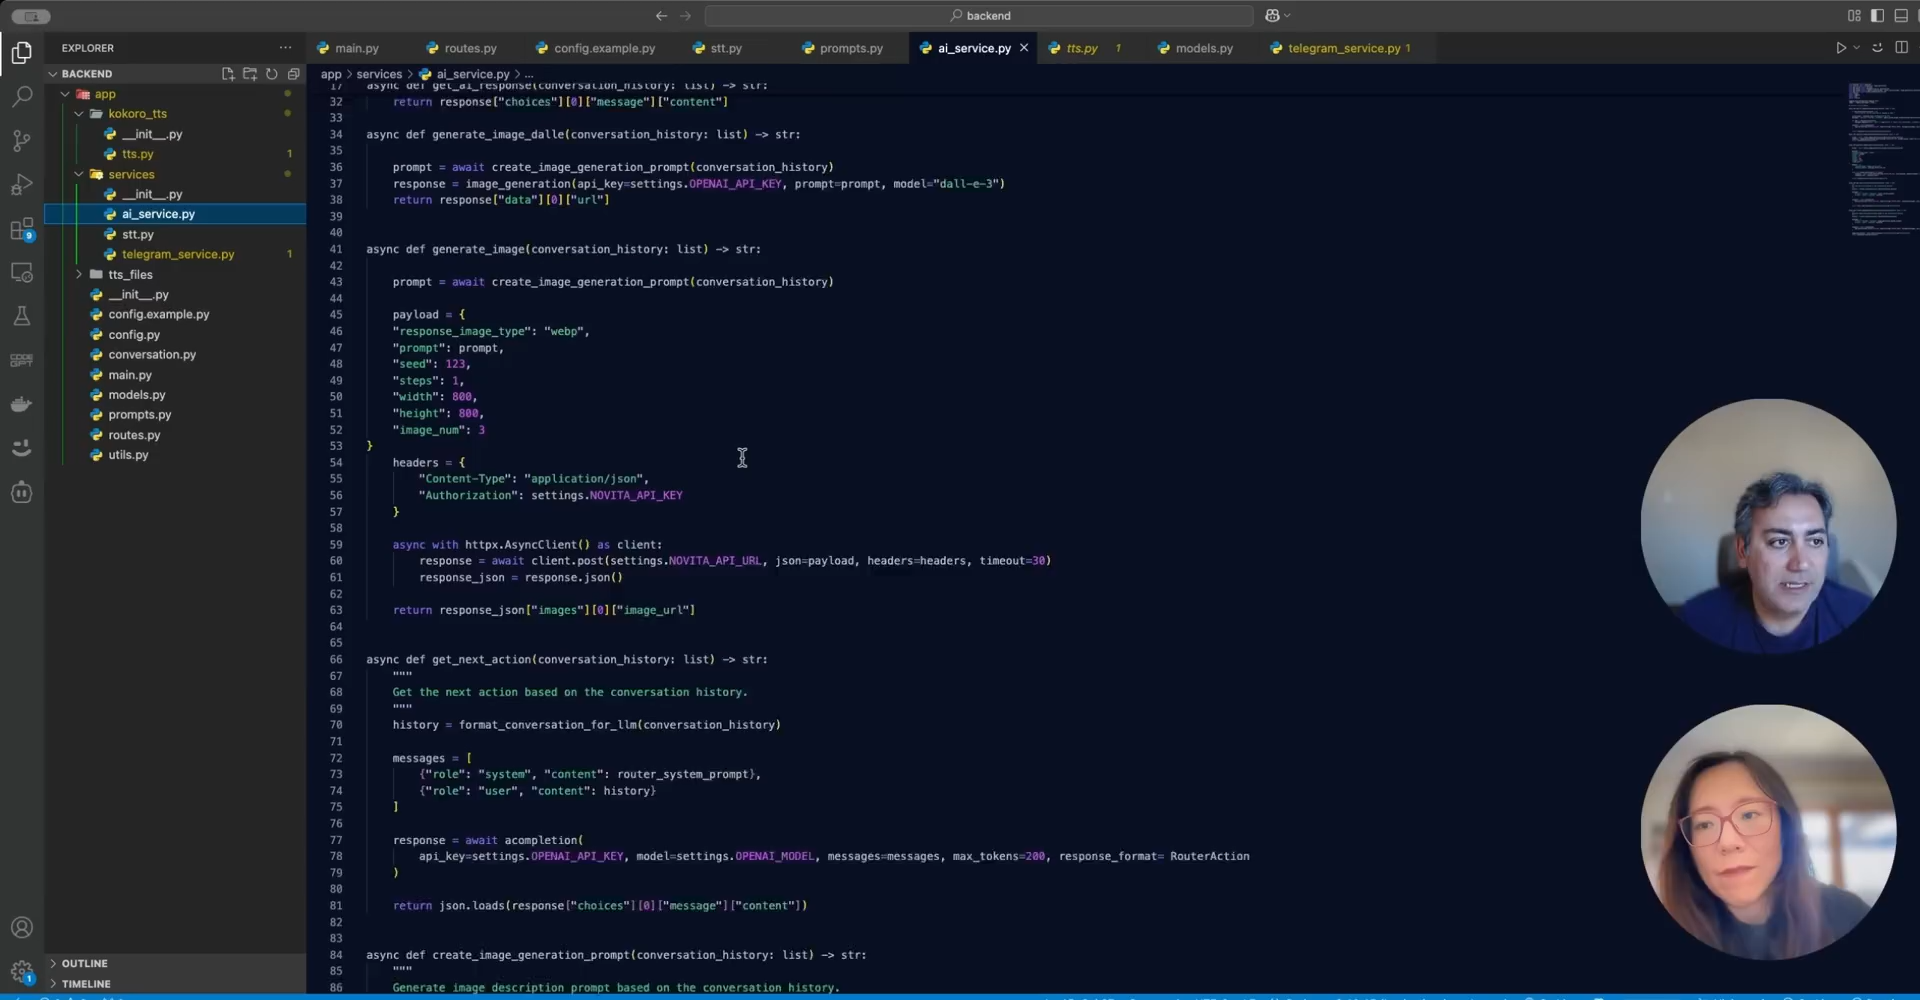 backend
EXPLORER ...
main.py routes.py config.example.py stt.py prompts.py ai_service.py tts.py 1 models.py telegram_service.py 1
BACKEND
app > services > ai_service.py > ...
app
kokoro_tts
__init__.py
tts.py 1
services
__init__.py
ai_service.py
stt.py
telegram_service.py 1
tts_files
__init__.py
config.example.py
config.py
conversation.py
main.py
models.py
prompts.py
routes.py
utils.py
OUTLINE
TIMELINE
9
1
17 async def get_ai_response(conversation_history: list) -> str:
32 return response["choices"][0]["message"]["content"]
33
34 async def generate_image_dalle(conversation_history: list) -> str:
35
36 prompt = await create_image_generation_prompt(conversation_history)
37 response = image_generation(api_key=settings.OPENAI_API_KEY, prompt=prompt, model="dall-e-3")
38 return response["data"][0]["url"]
39
40
41 async def generate_image(conversation_history: list) -> str:
42
43 prompt = await create_image_generation_prompt(conversation_history)
44
45 payload = {
46 "response_image_type": "webp",
47 "prompt": prompt,
48 "seed": 123,
49 "steps": 1,
50 "width": 800,
51 "height": 800,
52 "image_num": 3
53 }
54 headers = {
55 "Content-Type": "application/json",
56 "Authorization": settings.NOVITA_API_KEY
57 }
58
59 async with httpx.AsyncClient() as client:
60 response = await client.post(settings.NOVITA_API_URL, json=payload, headers=headers, timeout=30)
61 response_json = response.json()
62
63 return response_json["images"][0]["image_url"]
64
65
66 async def get_next_action(conversation_history: list) -> str:
67 """
68 Get the next action based on the conversation history.
69 """
70 history = format_conversation_for_llm(conversation_history)
71
72 messages = [
73 {"role": "system", "content": router_system_prompt},
74 {"role": "user", "content": history}
75 ]
76
77 response = await acompletion(
78 api_key=settings.OPENAI_API_KEY, model=settings.OPENAI_MODEL, messages=messages, max_tokens=200, response_format= RouterAction
79 )
80
81 return json.loads(response["choices"][0]["message"]["content"])
82
83
84 async def create_image_generation_prompt(conversation_history: list) -> str:
85 """
86 Generate image description prompt based on the conversation history.